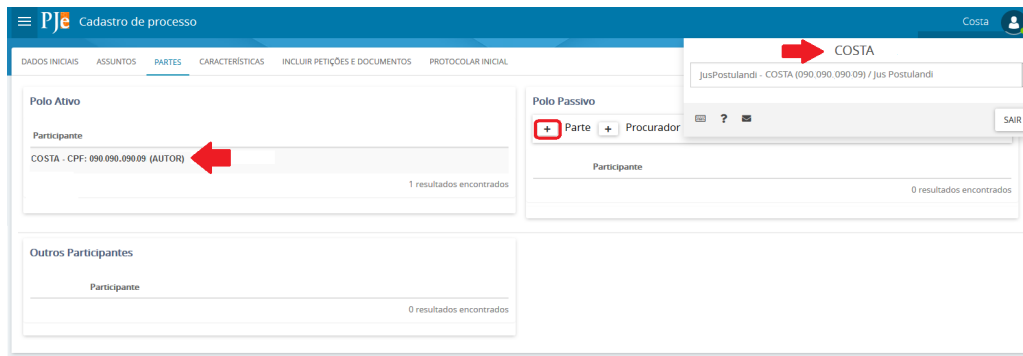 PJe Cadastro de processo
Costa
DADOS INICIAIS ASSUNTOS PARTES CARACTERÍSTICAS INCLUIR PETIÇÕES E DOCUMENTOS PROTOCOLAR INICIAL
COSTA
JusPostulandi - COSTA (090.090.090-09) / Jus Postulandi
? SAIR
Polo Ativo
Participante
COSTA - CPF: 090.090.090.09 (AUTOR)
1 resultados encontrados
Polo Passivo
+ Parte + Procurador
Participante
0 resultados encontrados
Outros Participantes
Participante
0 resultados encontrados